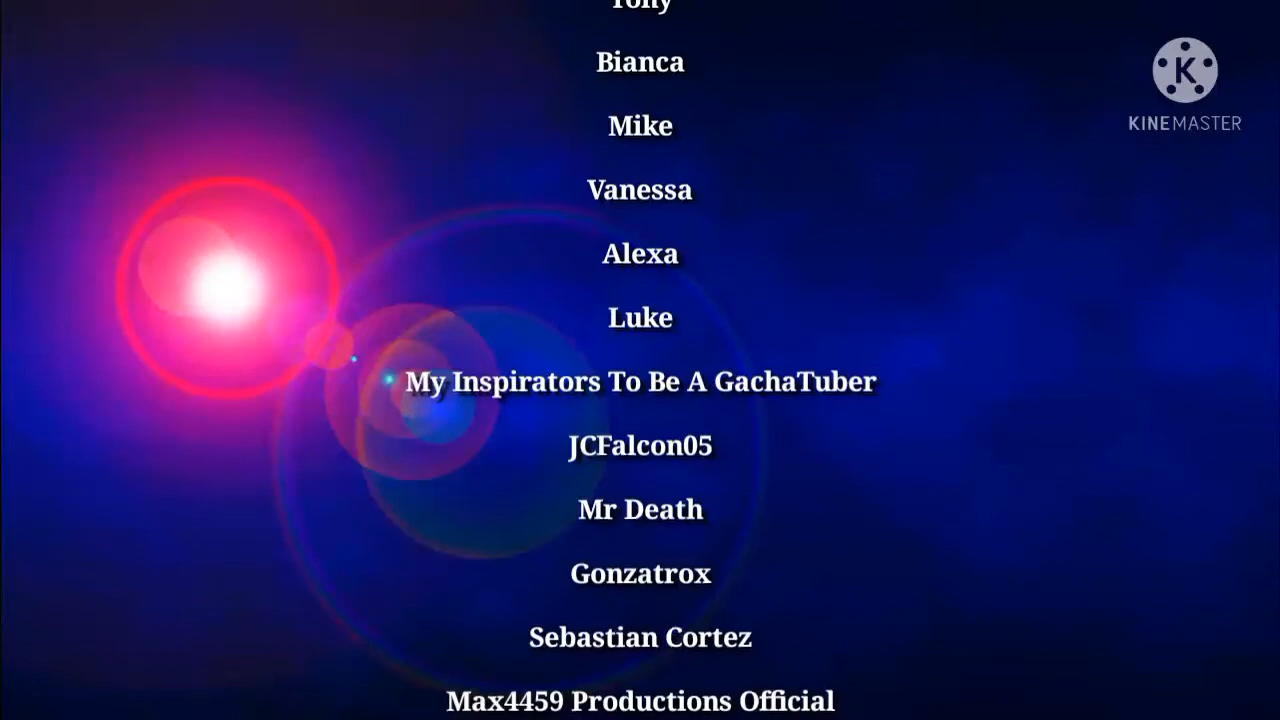 Tony
Bianca
Mike
Vanessa
Alexa
Luke
My Inspirators To Be A GachaTuber
JCFalcon05
Mr Death
Gonzatrox
Sebastian Cortez
Max4459 Productions Official
K
KINEMASTER